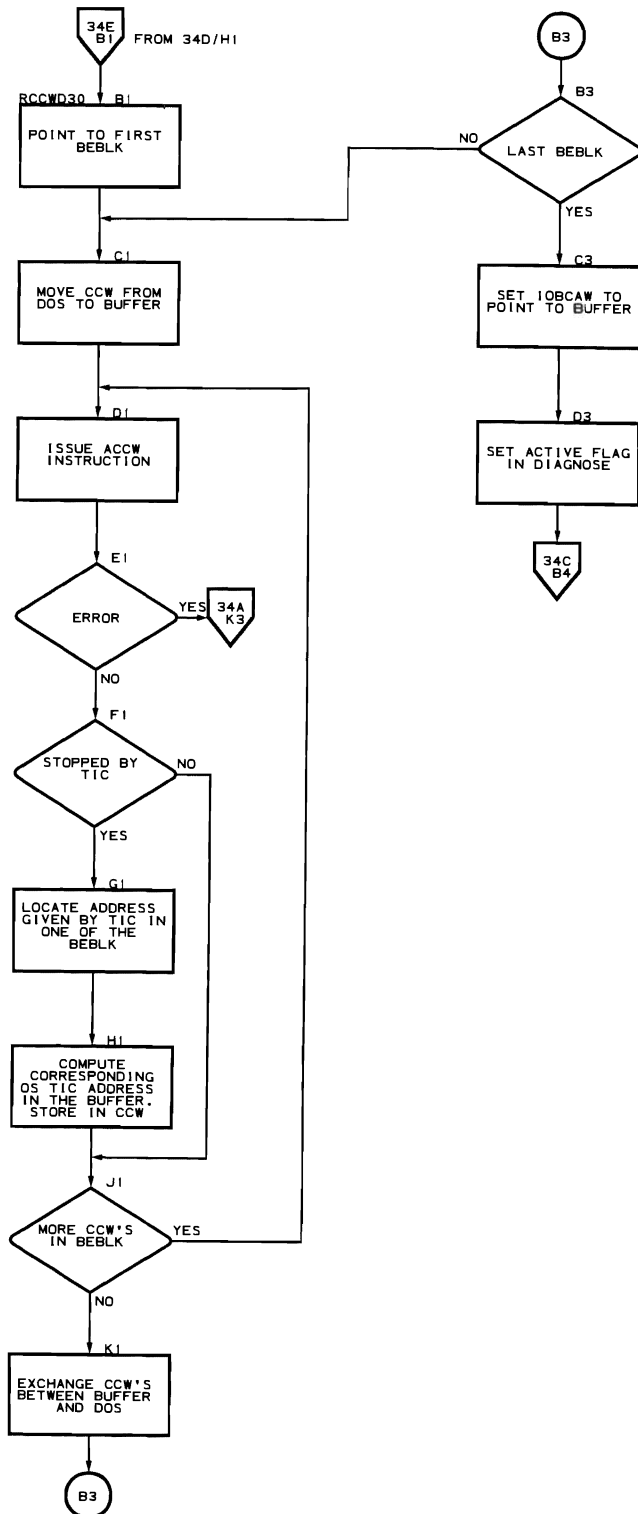 34E
B1
FROM 34D/H1
RCCWD30
B1
POINT TO FIRST
BEBLK
C1
MOVE CCW FROM
DOS TO BUFFER
D1
ISSUE ACCW
INSTRUCTION
E1
ERROR
YES
34A
K3
NO
F1
STOPPED BY
TIC
NO
YES
G1
LOCATE ADDRESS
GIVEN BY TIC IN
ONE OF THE
BEBLK
H1
COMPUTE
CORRESPONDING
OS TIC ADDRESS
IN THE BUFFER.
STORE IN CCW
J1
MORE CCW'S
IN BEBLK
YES
NO
K1
EXCHANGE CCW'S
BETWEEN BUFFER
AND DOS
B3
B3
B3
LAST BEBLK
NO
YES
C3
SET IOBCAW TO
POINT TO BUFFER
D3
SET ACTIVE FLAG
IN DIAGNOSE
34C
B4